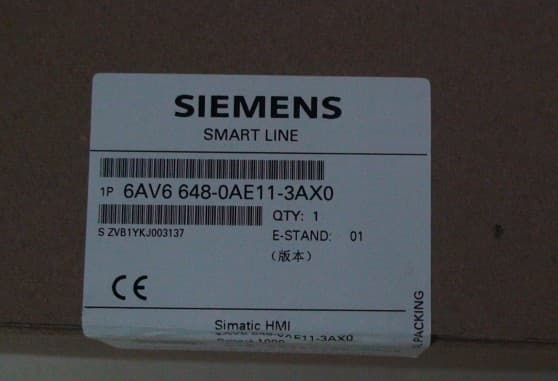 SIEMENS
SMART LINE
1P 6AV6 648-0AE11-3AX0
QTY: 1
S ZVB1YKJ003137
E-STAND: 01
(版本)
CE
Simatic HMI
PACKING